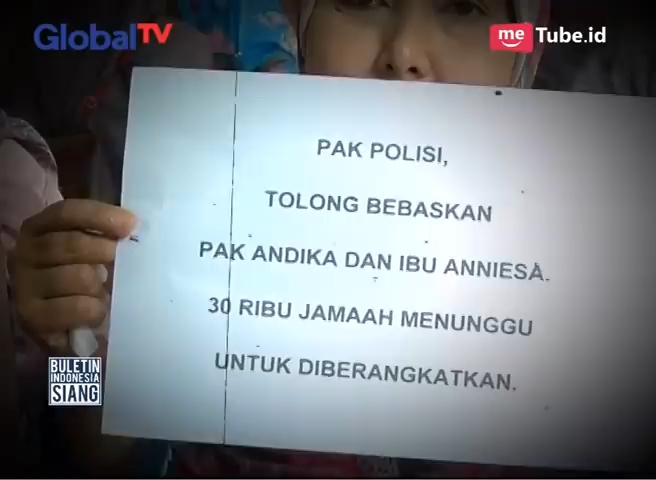 GlobalTV
me Tube.id
PAK POLISI,
TOLONG BEBASKAN
PAK ANDIKA DAN IBU ANNIESA.
30 RIBU JAMAAH MENUNGGU
UNTUK DIBERANGKATKAN.
BULETIN
INDONESIA
SIANG